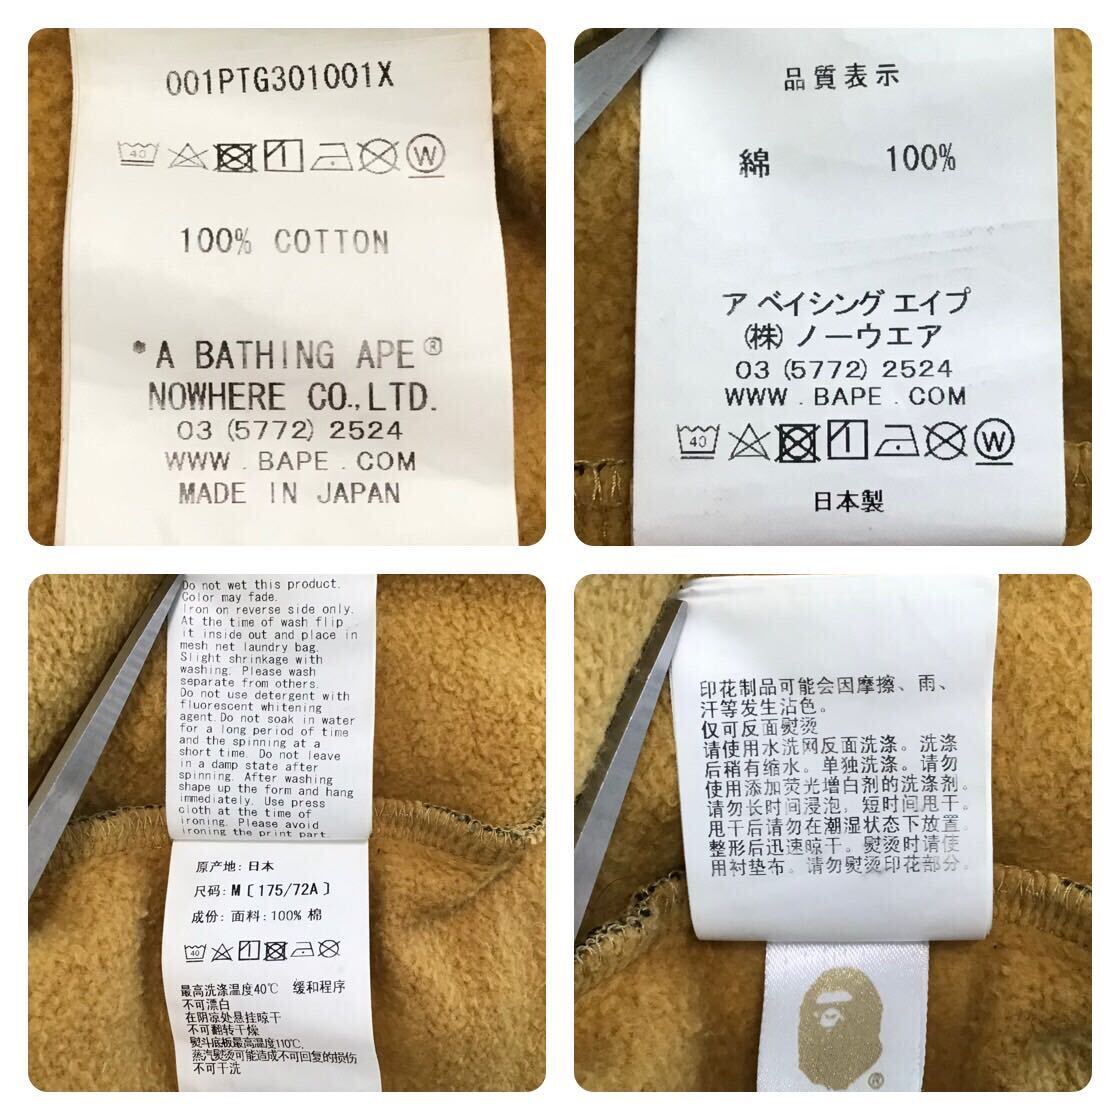 001PTG301001X
40
W
100% COTTON
*A BATHING APE®
NOWHERE CO.,LTD.
03 (5772) 2524
WWW . BAPE . COM
MADE IN JAPAN
品質表示
綿 100%
ア ベイシング エイプ
(株) ノーウエア
03 (5772) 2524
WWW . BAPE . COM
40
W
日本製
Do not wet this product.
Color may fade.
Iron on reverse side only.
At the time of wash flip
it inside out and place in
mesh net laundry bag.
Slight shrinkage with
washing. Please wash
separate from others.
Do not use detergent with
fluorescent whitening
agent.Do not soak in water
for a long period of time
and the spinning at a
short time. Do not leave
in a damp state after
spinning. After washing
shape up the form and hang
immediately. Use press
cloth at the time of
ironing. Please avoid
ironing the print part.
原产地: 日本
尺码: M [175/72A]
成份: 面料: 100% 棉
40
最高洗涤温度40℃ 缓和程序
不可漂白
在阴凉处悬挂晾干
不可翻转干燥
熨斗底板最高温度110℃,
蒸汽熨烫可能造成不可回复的损伤
不可干洗
印花制品可能会因摩擦、雨、
汗等发生沾色。
仅可反面熨烫
请使用水洗网反面洗涤。洗涤
后稍有缩水。单独洗涤。请勿
使用添加荧光增白剂的洗涤剂。
请勿长时间浸泡, 短时间甩干。
甩干后请勿在潮湿状态下放置。
整形后迅速晾干。熨烫时请使
用衬垫布。请勿熨烫印花部分。
®